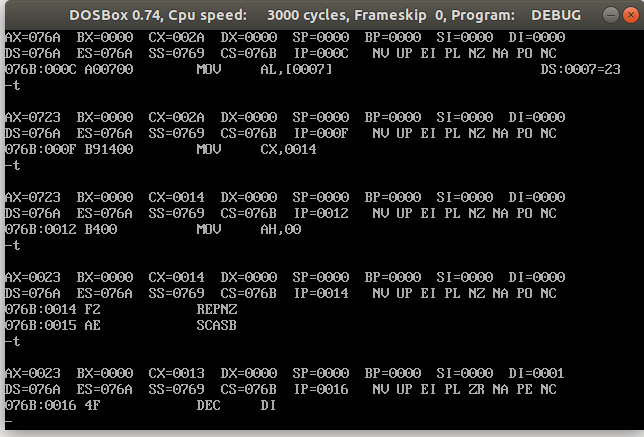 DOSBox 0.74, Cpu speed: 3000 cycles, Frameskip 0, Program: DEBUG
AX=076A BX=0000 CX=002A DX=0000 SP=0000 BP=0000 SI=0000 DI=0000
DS=076A ES=076A SS=0769 CS=076B IP=000C NV UP EI PL NZ NA PO NC
076B:000C A00700 MOV AL,[0007] DS:0007=23
-t
AX=0723 BX=0000 CX=002A DX=0000 SP=0000 BP=0000 SI=0000 DI=0000
DS=076A ES=076A SS=0769 CS=076B IP=000F NV UP EI PL NZ NA PO NC
076B:000F B91400 MOV CX,0014
-t
AX=0723 BX=0000 CX=0014 DX=0000 SP=0000 BP=0000 SI=0000 DI=0000
DS=076A ES=076A SS=0769 CS=076B IP=0012 NV UP EI PL NZ NA PO NC
076B:0012 B400 MOV AH,00
-t
AX=0023 BX=0000 CX=0014 DX=0000 SP=0000 BP=0000 SI=0000 DI=0000
DS=076A ES=076A SS=0769 CS=076B IP=0014 NV UP EI PL NZ NA PO NC
076B:0014 F2 REPNZ
076B:0015 AE SCASB
-t
AX=0023 BX=0000 CX=0013 DX=0000 SP=0000 BP=0000 SI=0000 DI=0001
DS=076A ES=076A SS=0769 CS=076B IP=0016 NV UP EI PL ZR NA PE NC
076B:0016 4F DEC DI
-